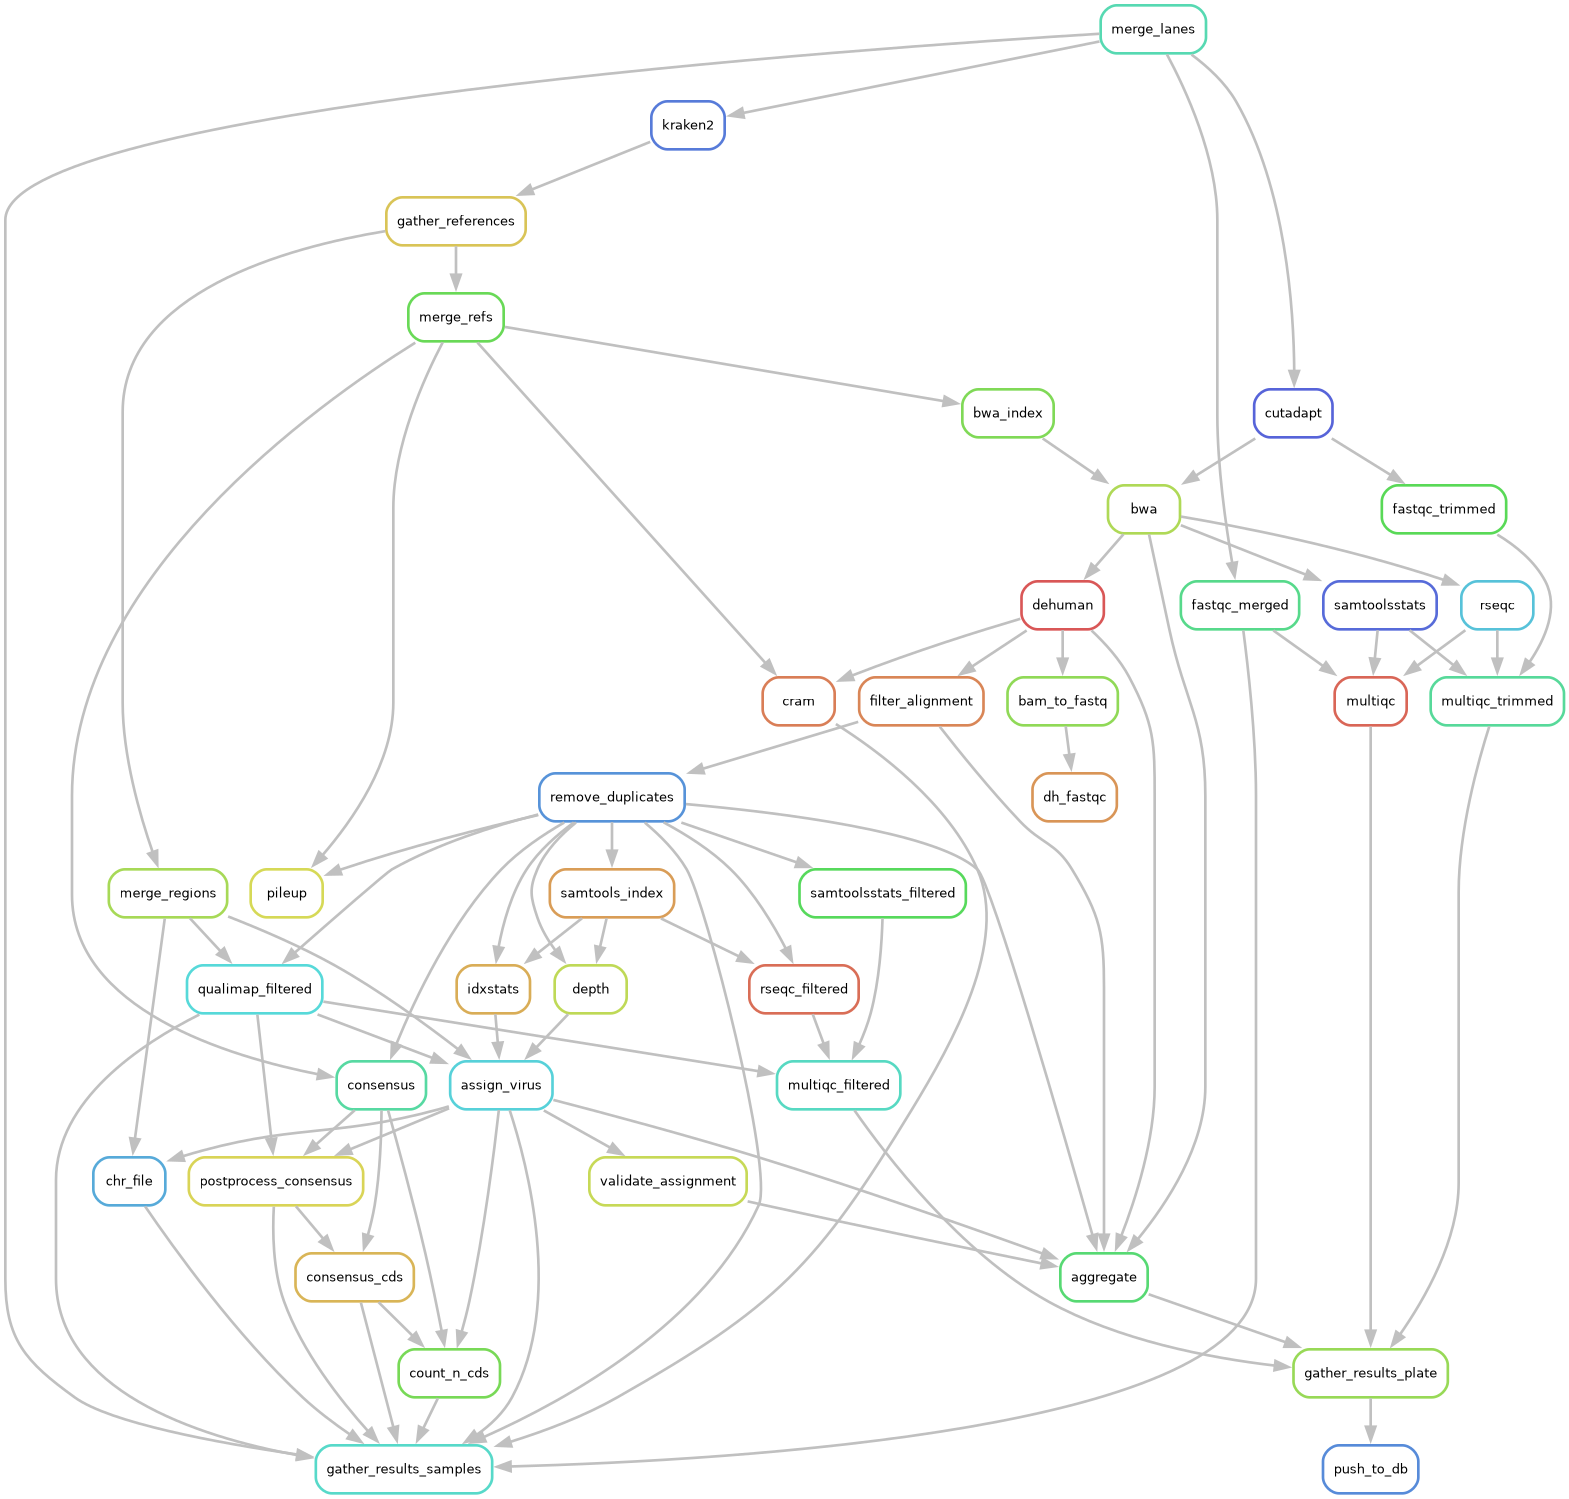 merge_lanes
kraken2
gather_references
merge_refs
bwa_index
cutadapt
bwa
fastqc_trimmed
dehuman
fastqc_merged
samtoolsstats
rseqc
cram
filter_alignment
bam_to_fastq
multiqc
multiqc_trimmed
remove_duplicates
dh_fastqc
merge_regions
pileup
samtools_index
samtoolsstats_filtered
qualimap_filtered
idxstats
depth
rseqc_filtered
consensus
assign_virus
multiqc_filtered
chr_file
postprocess_consensus
validate_assignment
consensus_cds
aggregate
count_n_cds
gather_results_plate
gather_results_samples
push_to_db